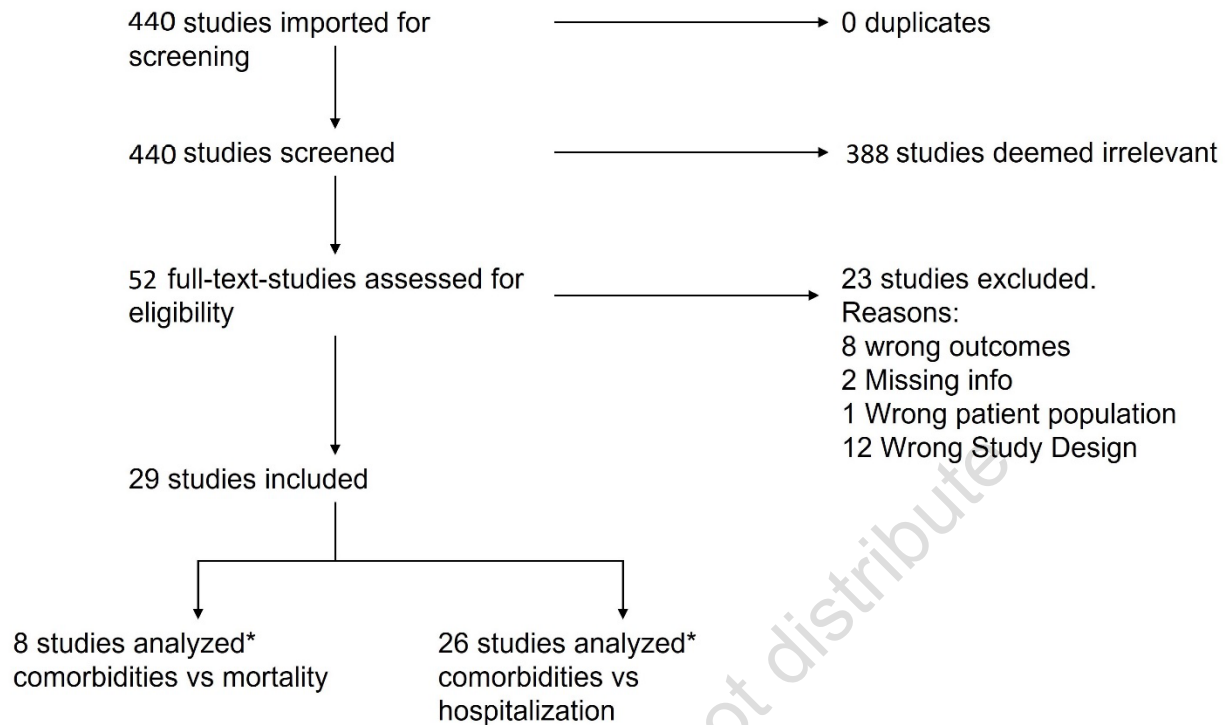 440 studies imported for
screening
0 duplicates
440 studies screened
388 studies deemed irrelevant
52 full-text-studies assessed for
eligibility
23 studies excluded.
Reasons:
8 wrong outcomes
2 Missing info
1 Wrong patient population
12 Wrong Study Design
29 studies included
8 studies analyzed*
comorbidities vs mortality
26 studies analyzed*
comorbidities vs
hospitalization
distribute